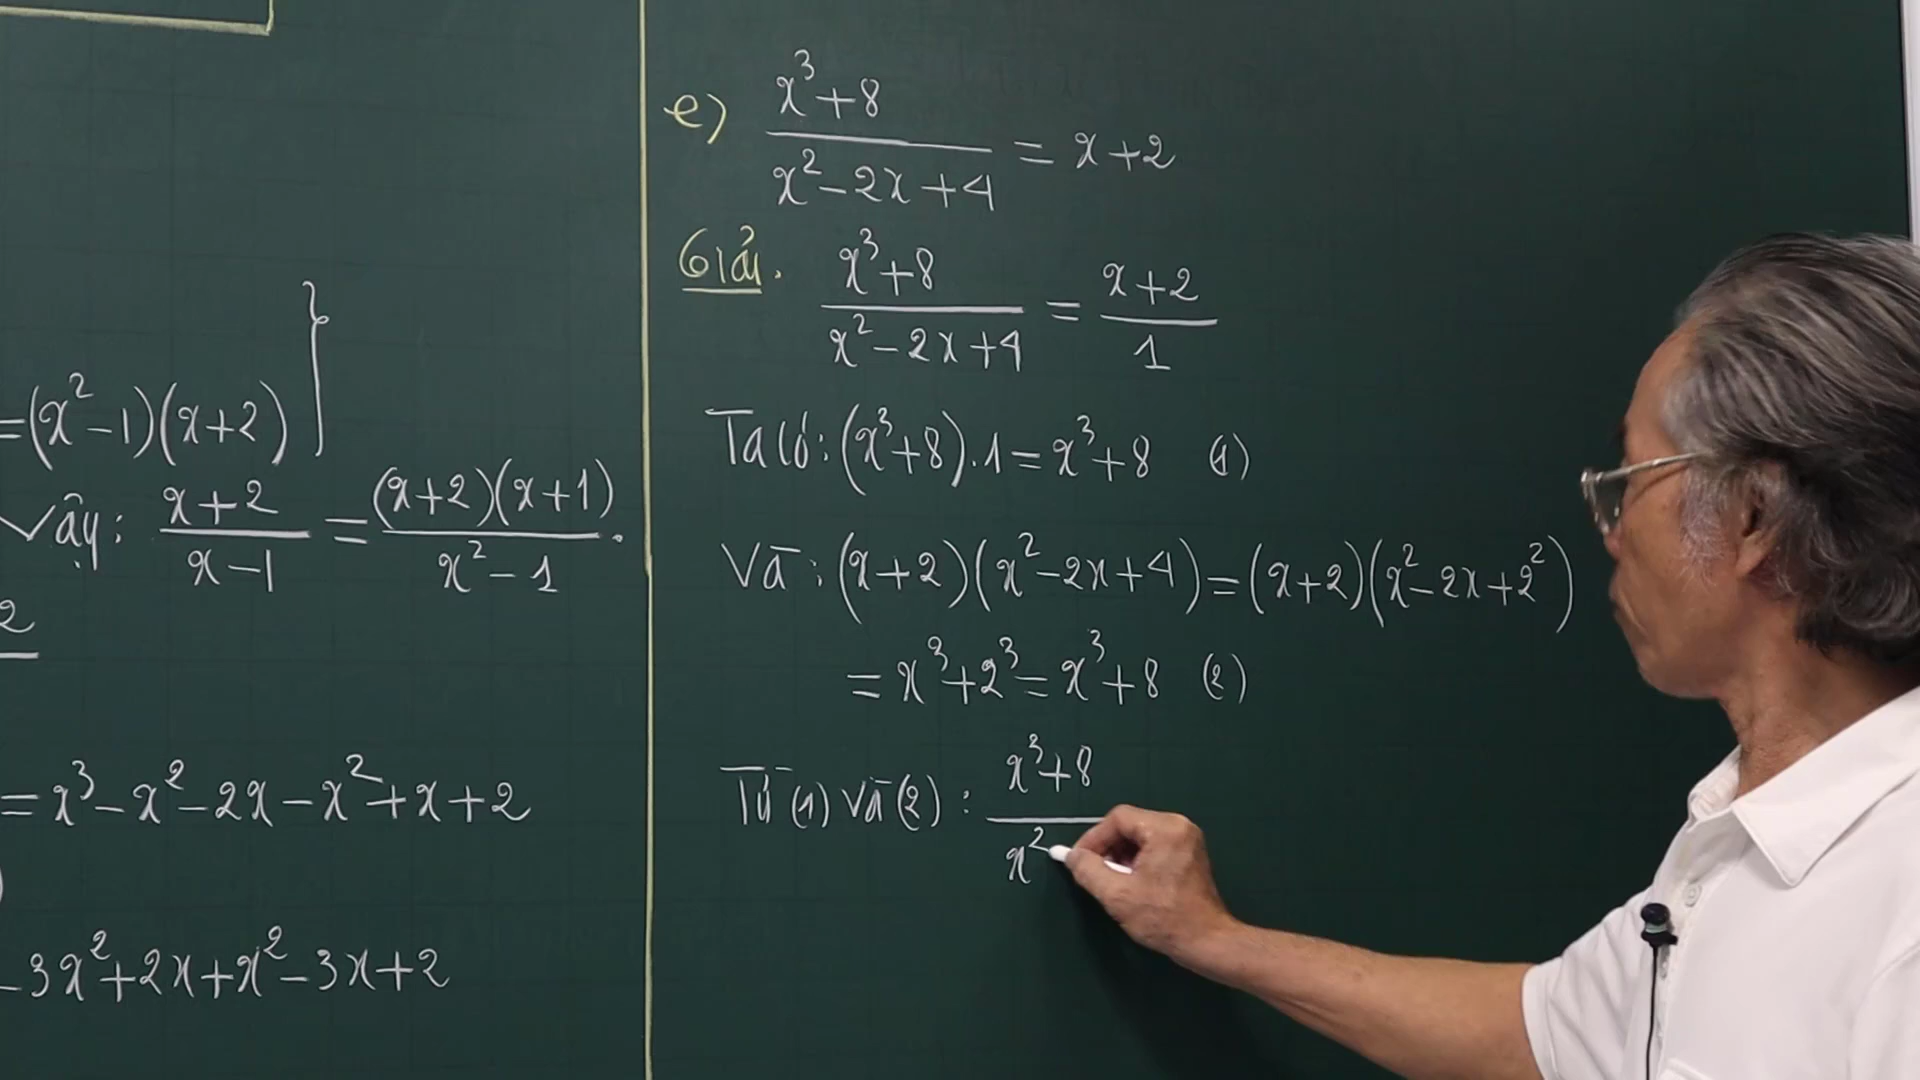 =(x²-1)(x+2)}
Vậy: (x+2)/(x-1) = ((x+2)(x+1))/(x²-1).
2
= x³-x²-2x-x²+x+2
-3x²+2x+x²-3x+2
e) (x³+8)/(x²-2x+4) = x+2
Giải. (x³+8)/(x²-2x+4) = (x+2)/1
Ta có: (x³+8).1 = x³+8 (1)
Và: (x+2)(x²-2x+4) = (x+2)(x²-2x+2²)
= x³+2³ = x³+8 (2)
Từ (1) và (2): (x³+8)/x²